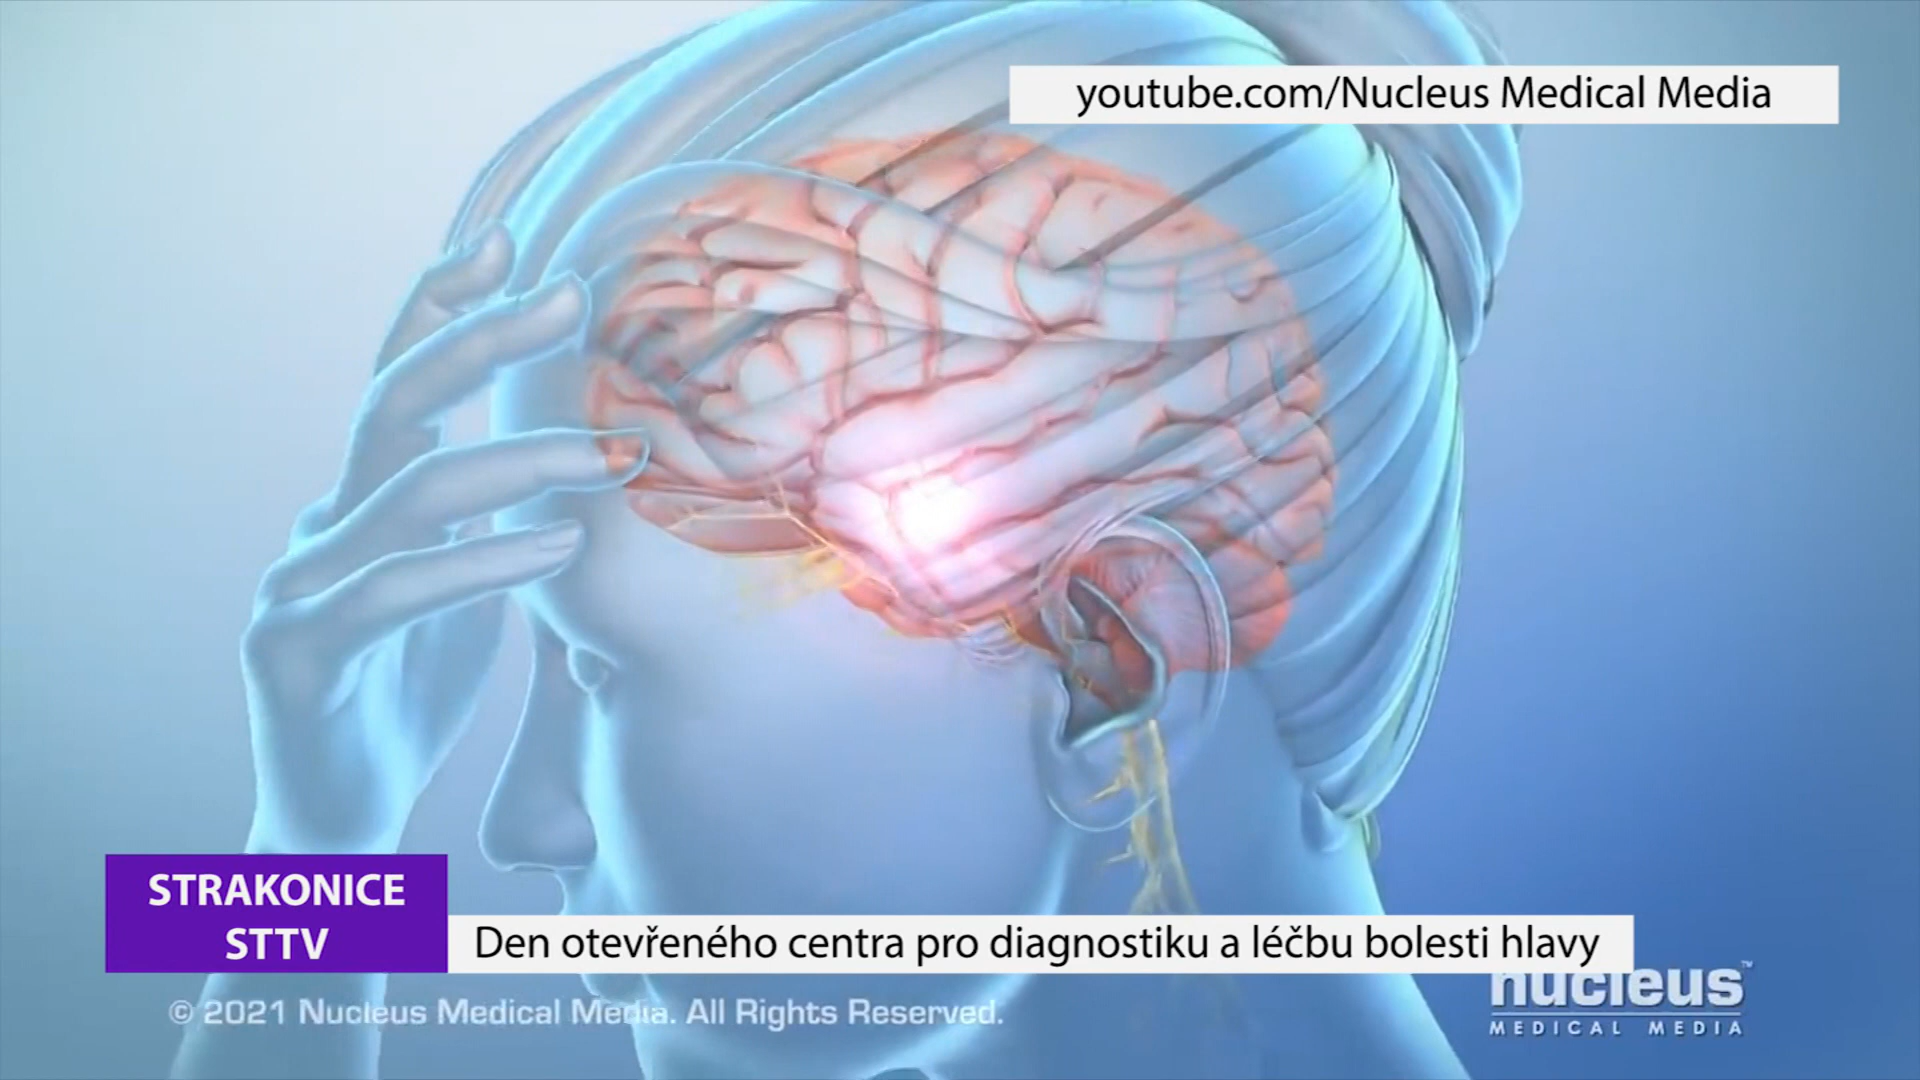 youtube.com/Nucleus Medical Media
STRAKONICE
STTV
Den otevřeného centra pro diagnostiku a léčbu bolesti hlavy
© 2021 Nucleus Medical Media. All Rights Reserved.
nucleus™
MEDICAL MEDIA